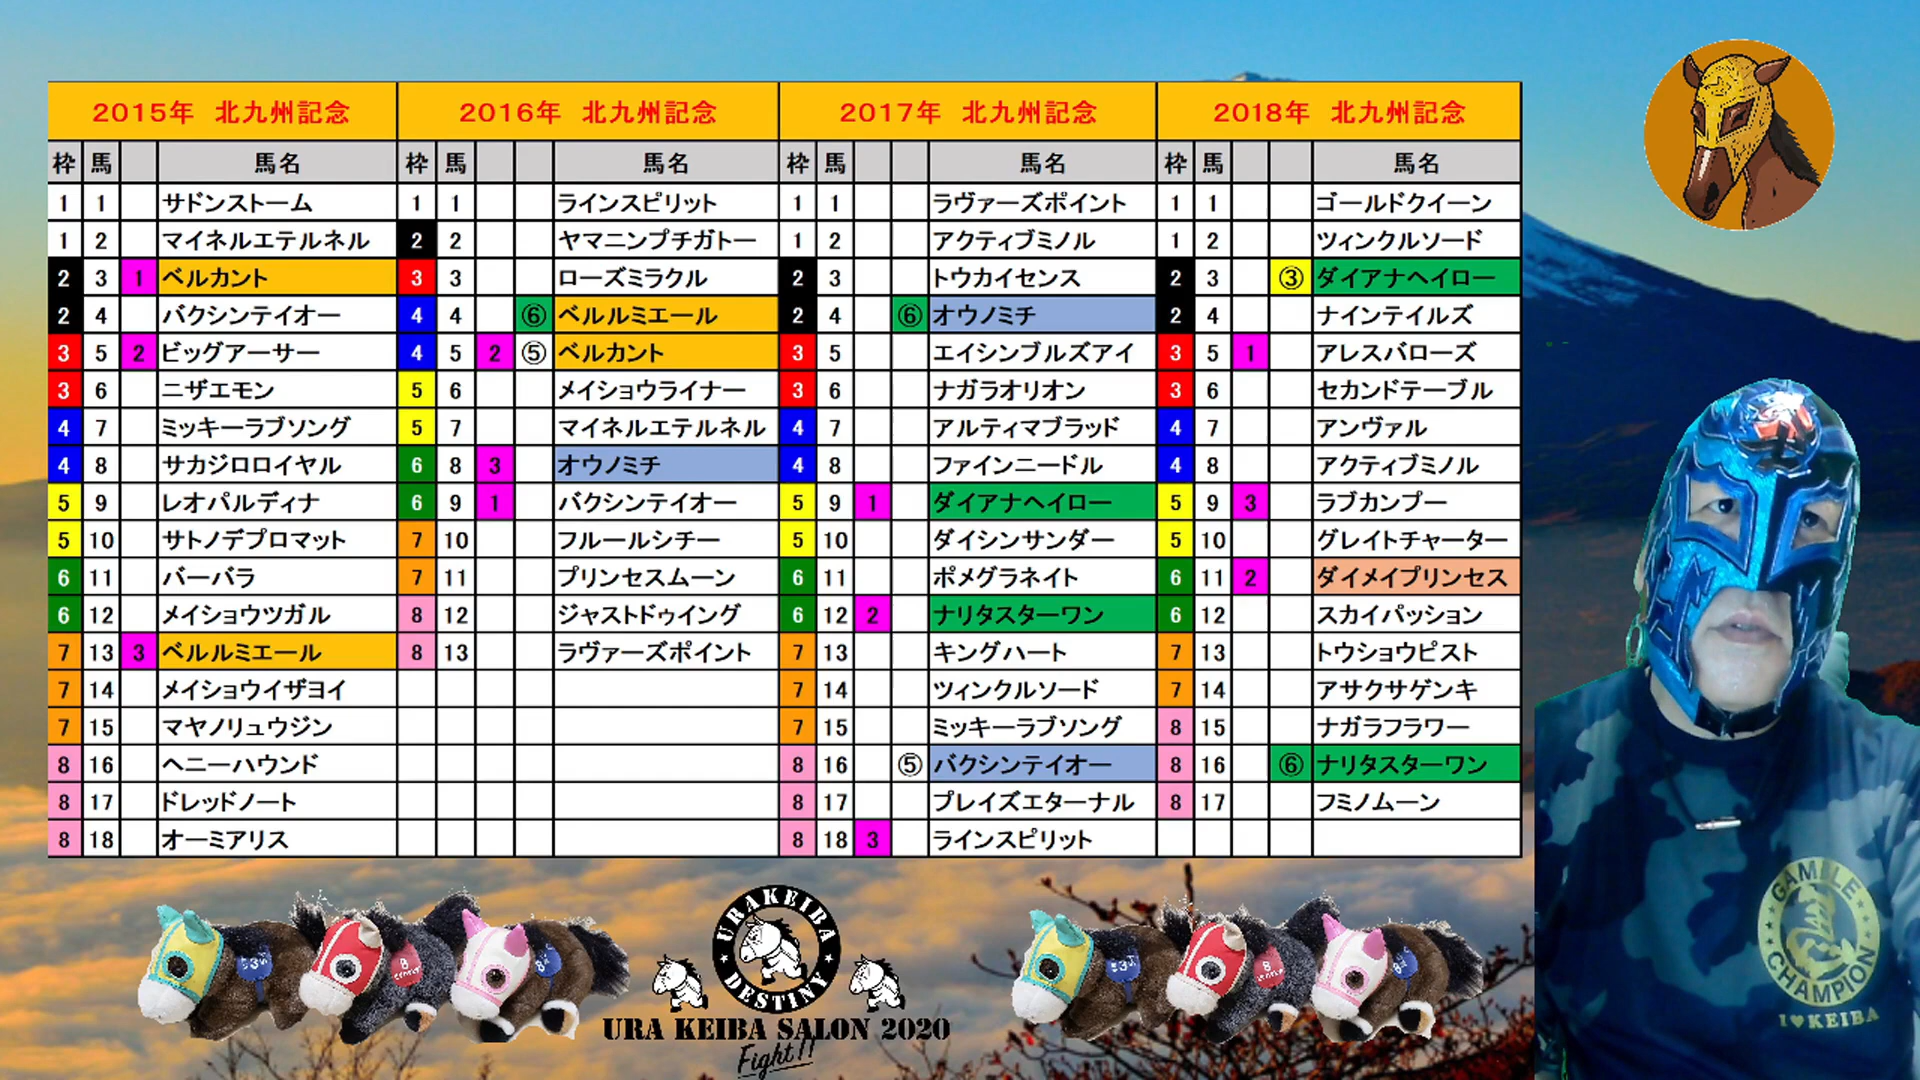 2015年 北九州記念 2016年 北九州記念 2017年 北九州記念 2018年 北九州記念
枠 馬 馬名 枠 馬 馬名 枠 馬 馬名 枠 馬 馬名
1 1 サドンストーム 1 1 ラインスピリット 1 1 ラヴァーズポイント 1 1 ゴールドクイーン
1 2 マイネルエテルネル 2 2 ヤマニンプチガトー 1 2 アクティブミノル 1 2 ツィンクルソード
2 3 1 ベルカント 3 3 ローズミラクル 2 3 トウカイセンス 2 3 ③ ダイアナヘイロー
2 4 バクシンテイオー 4 4 ⑥ ベルルミエール 2 4 ⑥ オウノミチ 2 4 ナインテイルズ
3 5 2 ビッグアーサー 4 5 2 ⑤ ベルカント 3 5 エイシンブルズアイ 3 5 1 アレスバローズ
3 6 ニザエモン 5 6 メイショウライナー 3 6 ナガラオリオン 3 6 セカンドテーブル
4 7 ミッキーラブソング 5 7 マイネルエテルネル 4 7 アルティマブラッド 4 7 アンヴァル
4 8 サカジロロイヤル 6 8 3 オウノミチ 4 8 ファインニードル 4 8 アクティブミノル
5 9 レオパルディナ 6 9 1 バクシンテイオー 5 9 1 ダイアナヘイロー 5 9 3 ラブカンプー
5 10 サトノデプロマット 7 10 フルールシチー 5 10 ダイシンサンダー 5 10 グレイトチャーター
6 11 バーバラ 7 11 プリンセスムーン 6 11 ポメグラネイト 6 11 2 ダイメイプリンセス
6 12 メイショウツガル 8 12 ジャストドゥイング 6 12 2 ナリタスターワン 6 12 スカイパッション
7 13 3 ベルルミエール 8 13 ラヴァーズポイント 7 13 キングハート 7 13 トウショウピスト
7 14 メイショウイザヨイ 7 14 ツィンクルソード 7 14 アサクサゲンキ
7 15 マヤノリュウジン 7 15 ミッキーラブソング 8 15 ナガラフラワー
8 16 ヘニーハウンド 8 16 ⑤ バクシンテイオー 8 16 ⑥ ナリタスターワン
8 17 ドレッドノート 8 17 プレイズエターナル 8 17 フミノムーン
8 18 オーミアリス 8 18 3 ラインスピリット
URAKEIBA
DESTINY
URA KEIBA SALON 2020
Fight!!
GAMBLE
CHAMPION
I♥KEIBA